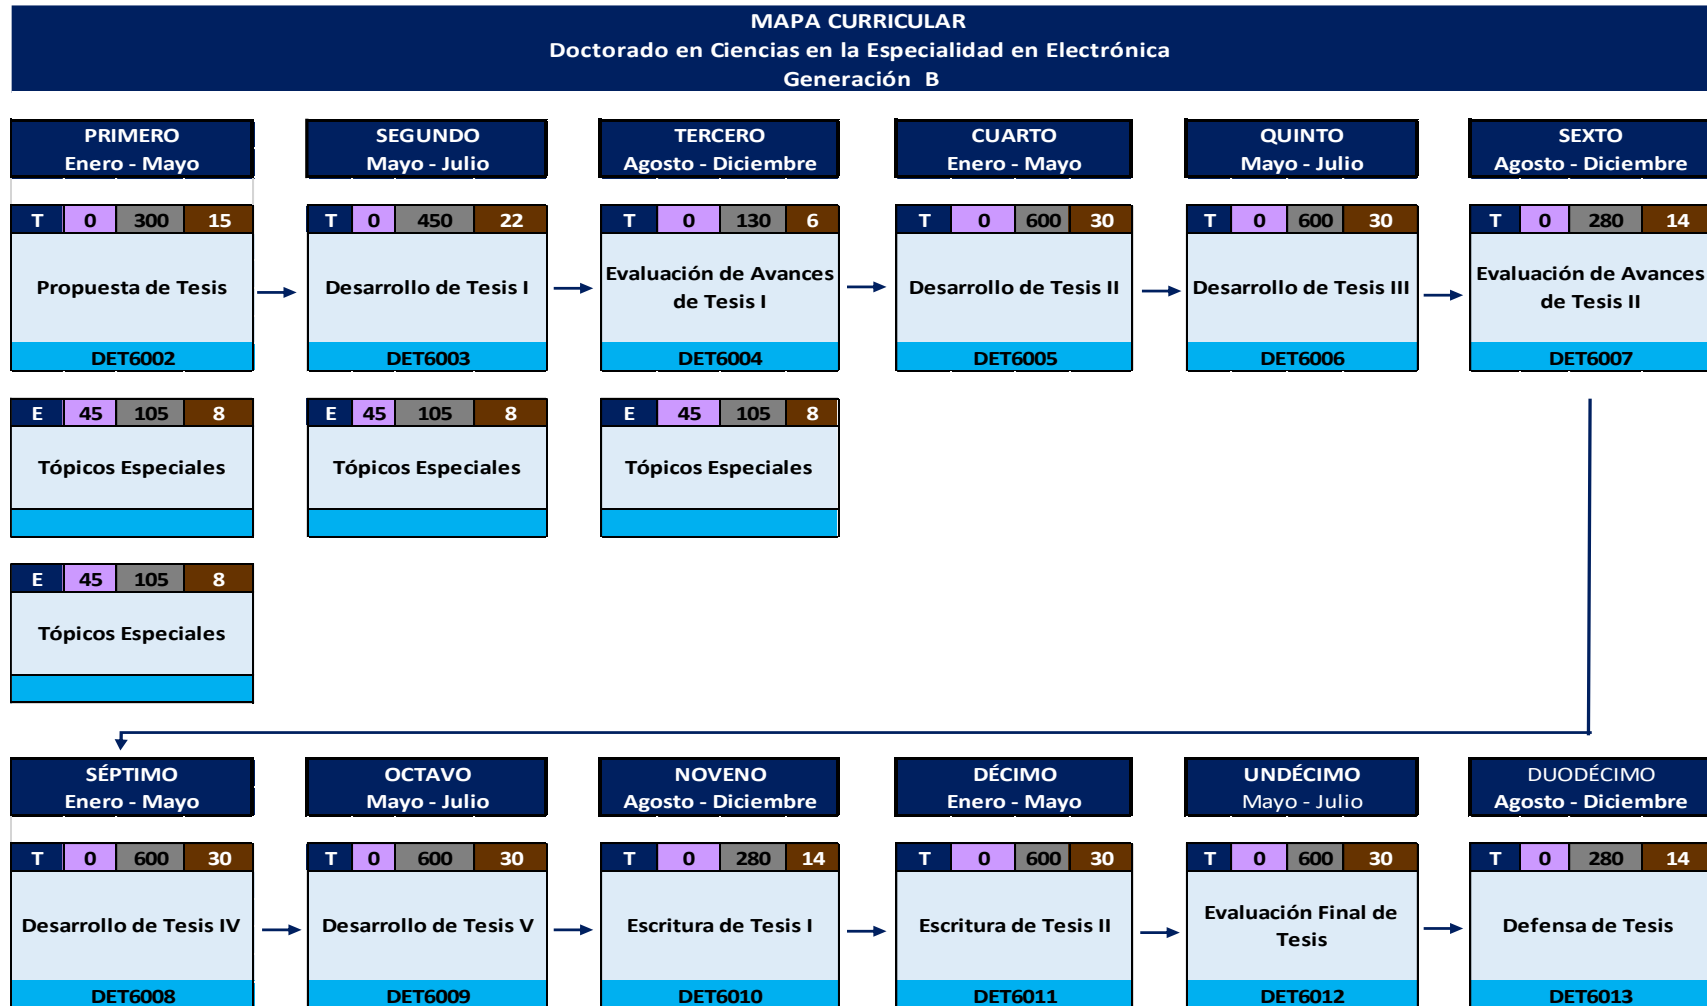 MAPA CURRICULAR
Doctorado en Ciencias en la Especialidad en Electrónica
Generación B
PRIMERO
Enero - Mayo
SEGUNDO
Mayo - Julio
TERCERO
Agosto - Diciembre
CUARTO
Enero - Mayo
QUINTO
Mayo - Julio
SEXTO
Agosto - Diciembre
T 0 300 15
Propuesta de Tesis
DET6002
T 0 450 22
Desarrollo de Tesis I
DET6003
T 0 130 6
Evaluación de Avances
de Tesis I
DET6004
T 0 600 30
Desarrollo de Tesis II
DET6005
T 0 600 30
Desarrollo de Tesis III
DET6006
T 0 280 14
Evaluación de Avances
de Tesis II
DET6007
E 45 105 8
Tópicos Especiales
E 45 105 8
Tópicos Especiales
E 45 105 8
Tópicos Especiales
E 45 105 8
Tópicos Especiales
SÉPTIMO
Enero - Mayo
OCTAVO
Mayo - Julio
NOVENO
Agosto - Diciembre
DÉCIMO
Enero - Mayo
UNDÉCIMO
Mayo - Julio
DUODÉCIMO
Agosto - Diciembre
T 0 600 30
Desarrollo de Tesis IV
DET6008
T 0 600 30
Desarrollo de Tesis V
DET6009
T 0 280 14
Escritura de Tesis I
DET6010
T 0 600 30
Escritura de Tesis II
DET6011
T 0 600 30
Evaluación Final de
Tesis
DET6012
T 0 280 14
Defensa de Tesis
DET6013